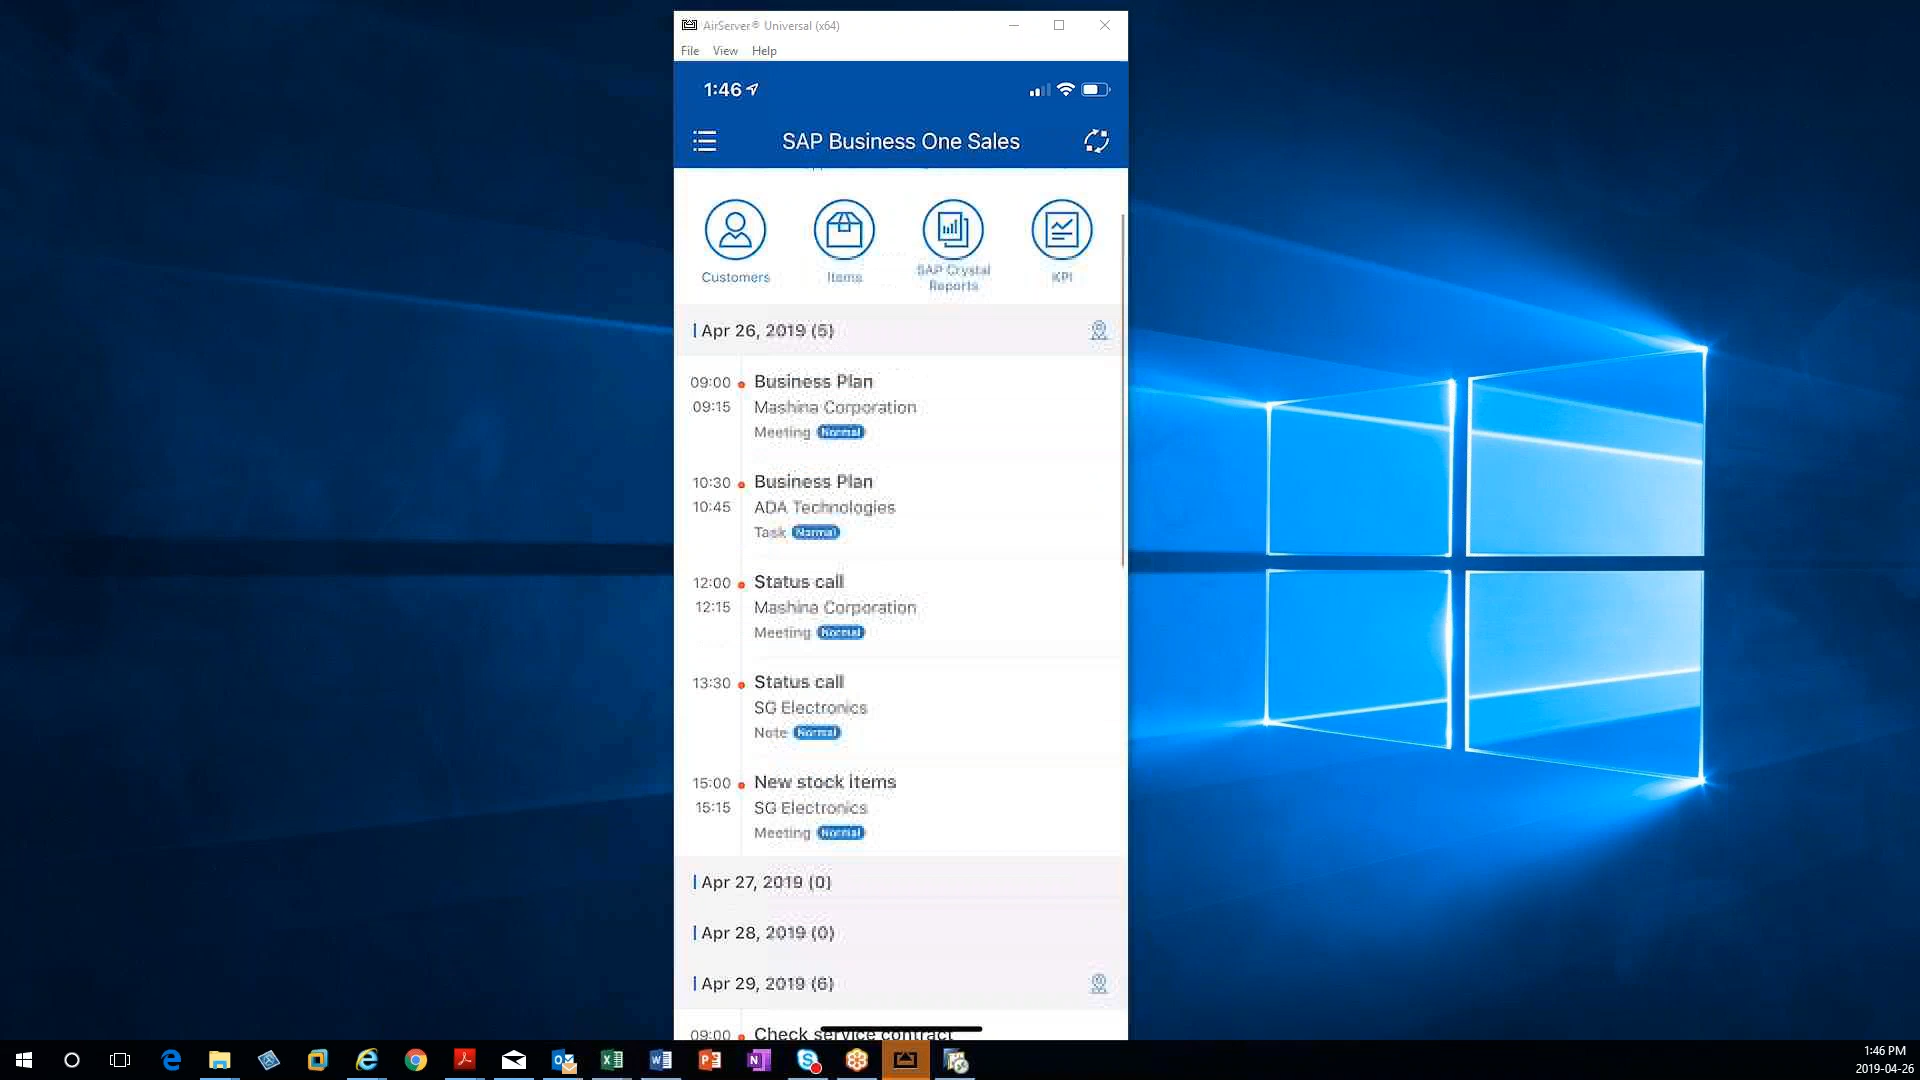 AirServer® Universal (x64)
File View Help
1:46
SAP Business One Sales
Customers
Items
SAP Crystal
Reports
KPI
Apr 26, 2019 (5)
09:00 Business Plan
09:15 Mashina Corporation
Meeting Normal
10:30 Business Plan
10:45 ADA Technologies
Task Normal
12:00 Status call
12:15 Mashina Corporation
Meeting Normal
13:30 Status call
SG Electronics
Note Normal
15:00 New stock items
15:15 SG Electronics
Meeting Normal
Apr 27, 2019 (0)
Apr 28, 2019 (0)
Apr 29, 2019 (6)
09:00 Check service contract
1:46 PM
2019-04-26